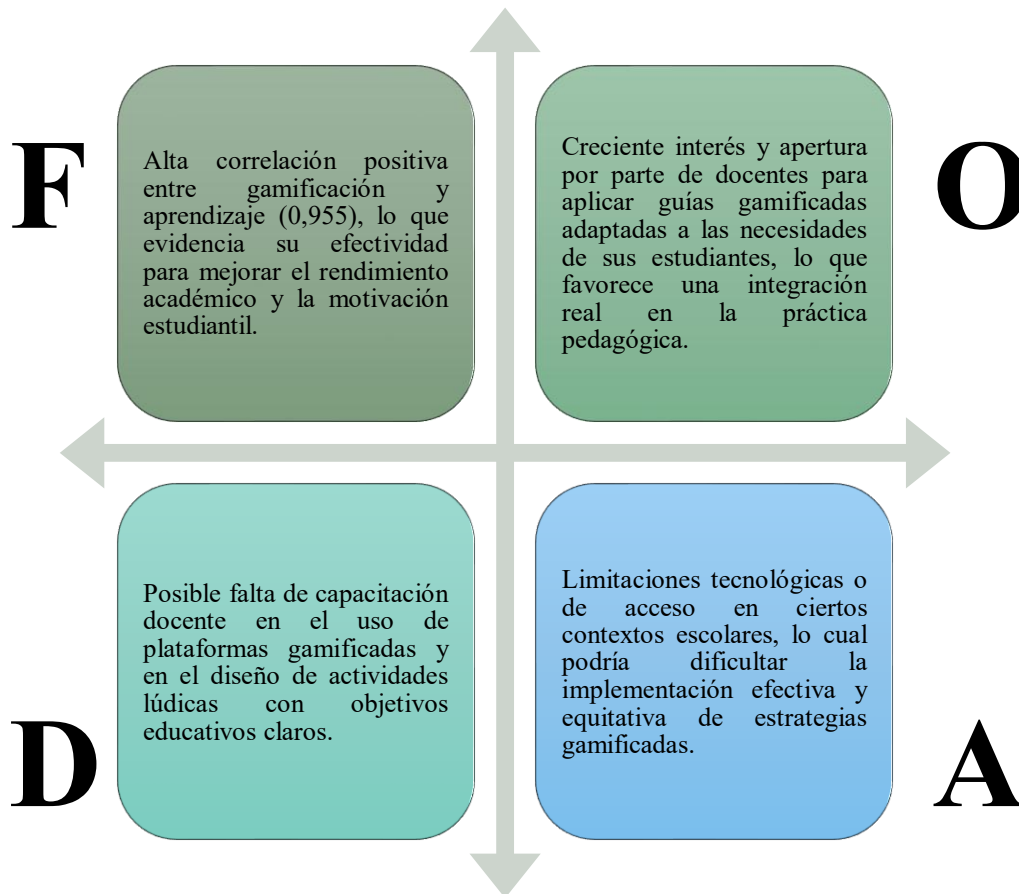 F
Alta correlación positiva
entre gamificación y
aprendizaje (0,955), lo que
evidencia su efectividad
para mejorar el rendimiento
académico y la motivación
estudiantil.
O
Creciente interés y apertura
por parte de docentes para
aplicar guías gamificadas
adaptadas a las necesidades
de sus estudiantes, lo que
favorece una integración
real en la práctica
pedagógica.
D
Posible falta de capacitación
docente en el uso de
plataformas gamificadas y
en el diseño de actividades
lúdicas con objetivos
educativos claros.
A
Limitaciones tecnológicas o
de acceso en ciertos
contextos escolares, lo cual
podría dificultar la
implementación efectiva y
equitativa de estrategias
gamificadas.